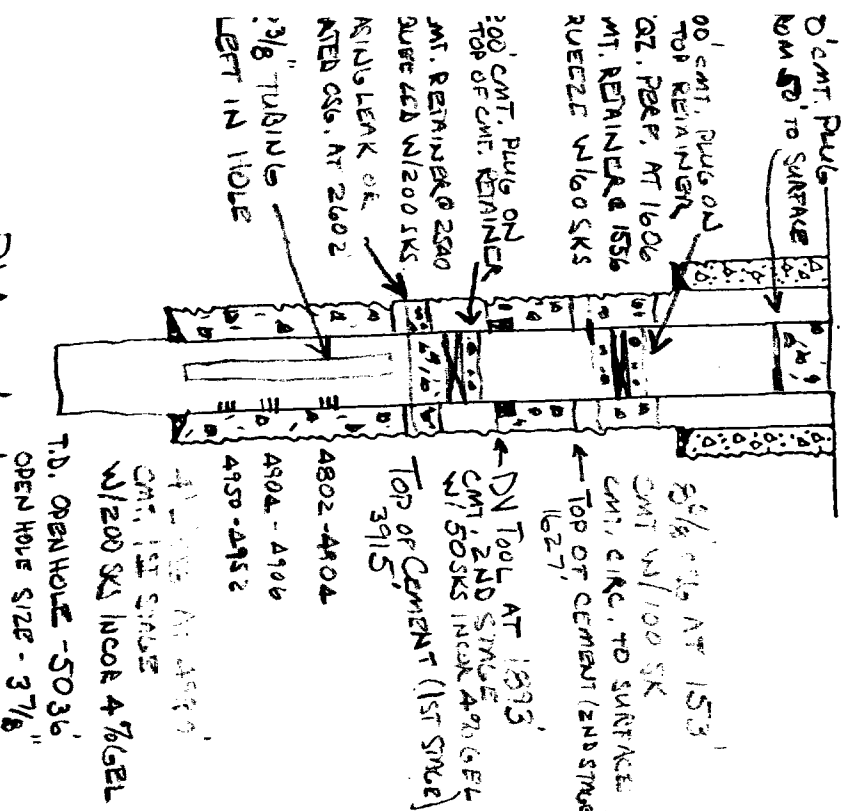 0' CMT. PLUG
ROM 50' TO SURFACE
00' CMT. PLUG ON
TOP RETAINER
QZ. PERF. AT 1606
MT. RETAINER @ 1556
QUEEZE W/60 SKS
00' CMT. PLUG ON
TOP OF CMT. RETAINER
MT. RETAINER @ 2540
QUEEZED W/200 SKS
ASING LEAK OR
ATED CSG. AT 2602
3/8" TUBING
LEFT IN HOLE
8 5/8" CSG AT 153'
CMT W/100 SK
CMT. CIRC. TO SURFACE
TOP OF CEMENT (2ND STAGE
1627'
DV TOOL AT 1893'
CMT, 2ND STAGE
W/ 50SKS INCOR 4% GEL
TOP OF CEMENT (1ST STAGE)
3915'
4802-4804
4904-4906
4950-4952
CMT, 1ST STAGE
W/200 SKS INCOR 4%GEL
T.D. OPEN HOLE - 5036'
OPEN HOLE SIZE - 3 7/8"